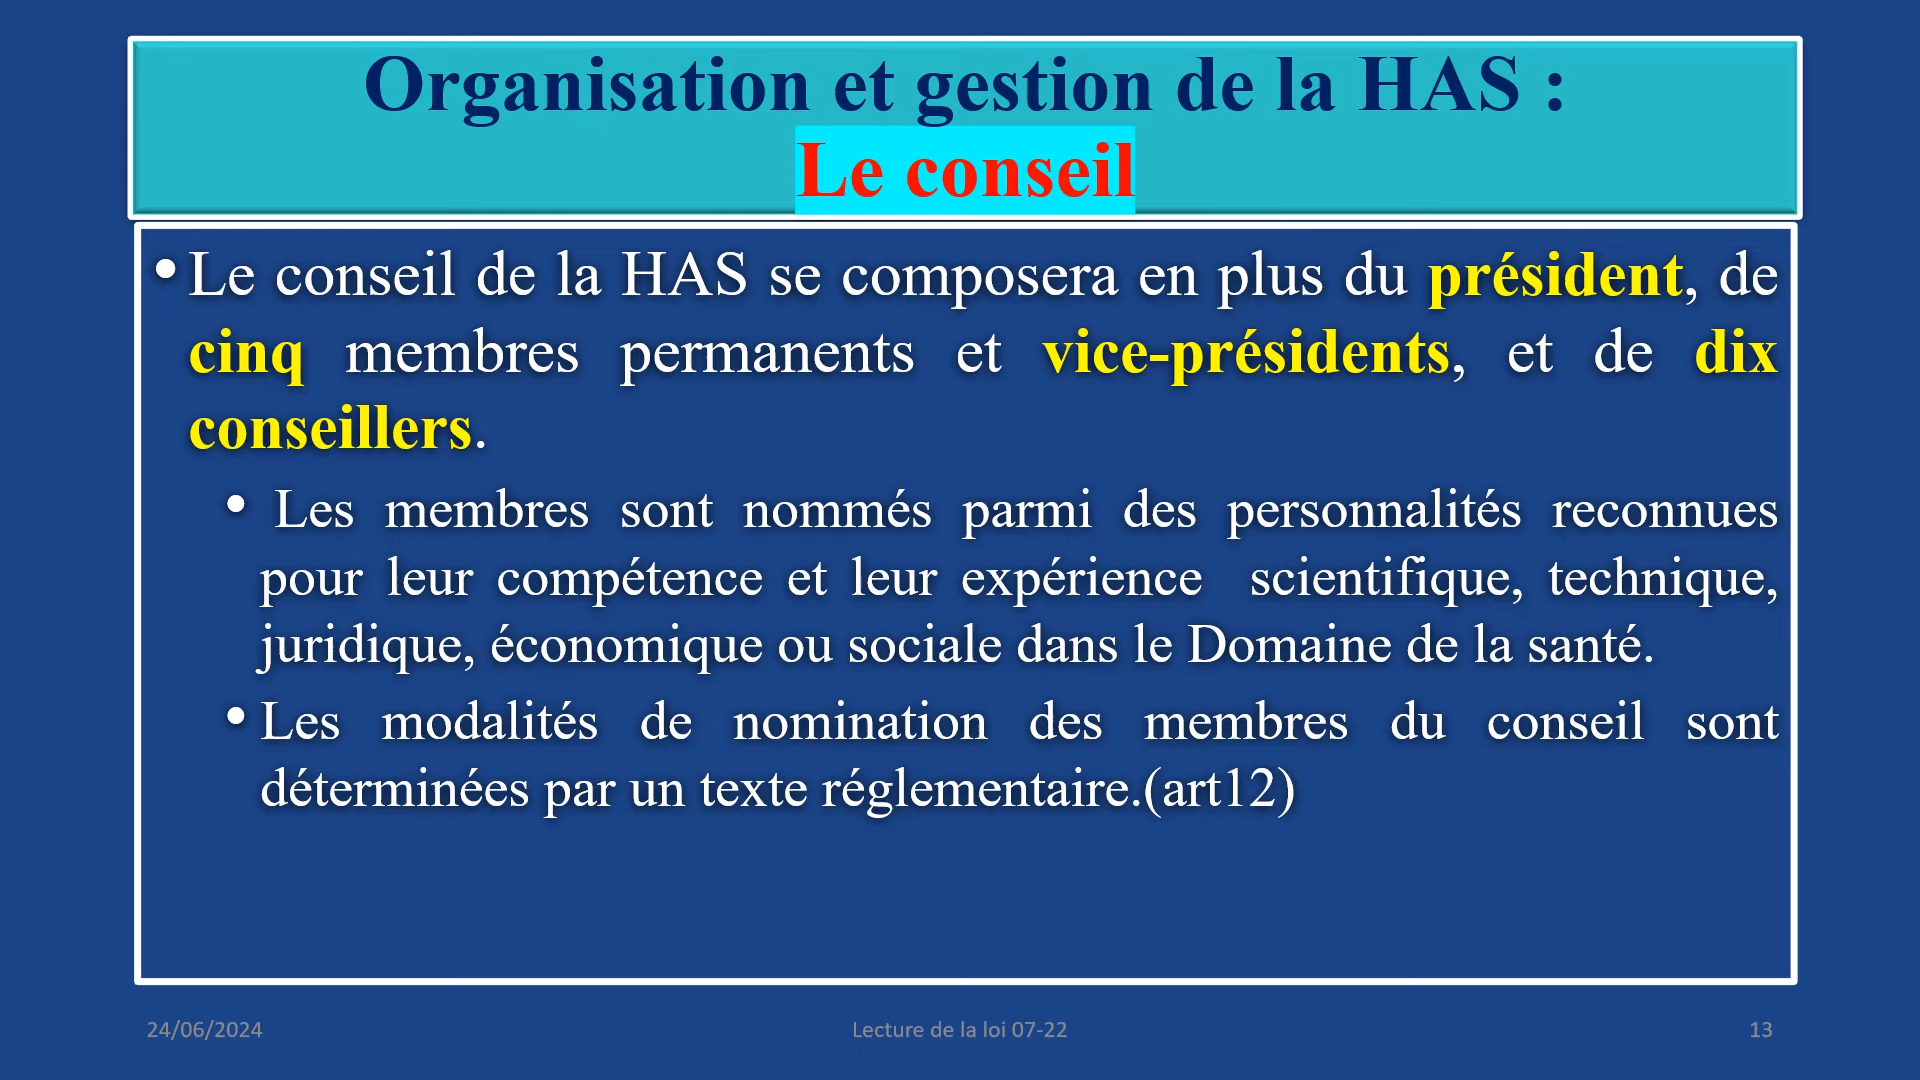 Organisation et gestion de la HAS :
Le conseil
• Le conseil de la HAS se composera en plus du président, de
cinq membres permanents et vice-présidents, et de dix
conseillers.
• Les membres sont nommés parmi des personnalités reconnues
pour leur compétence et leur expérience scientifique, technique,
juridique, économique ou sociale dans le Domaine de la santé.
• Les modalités de nomination des membres du conseil sont
déterminées par un texte réglementaire.(art12)
24/06/2024
Lecture de la loi 07-22
13